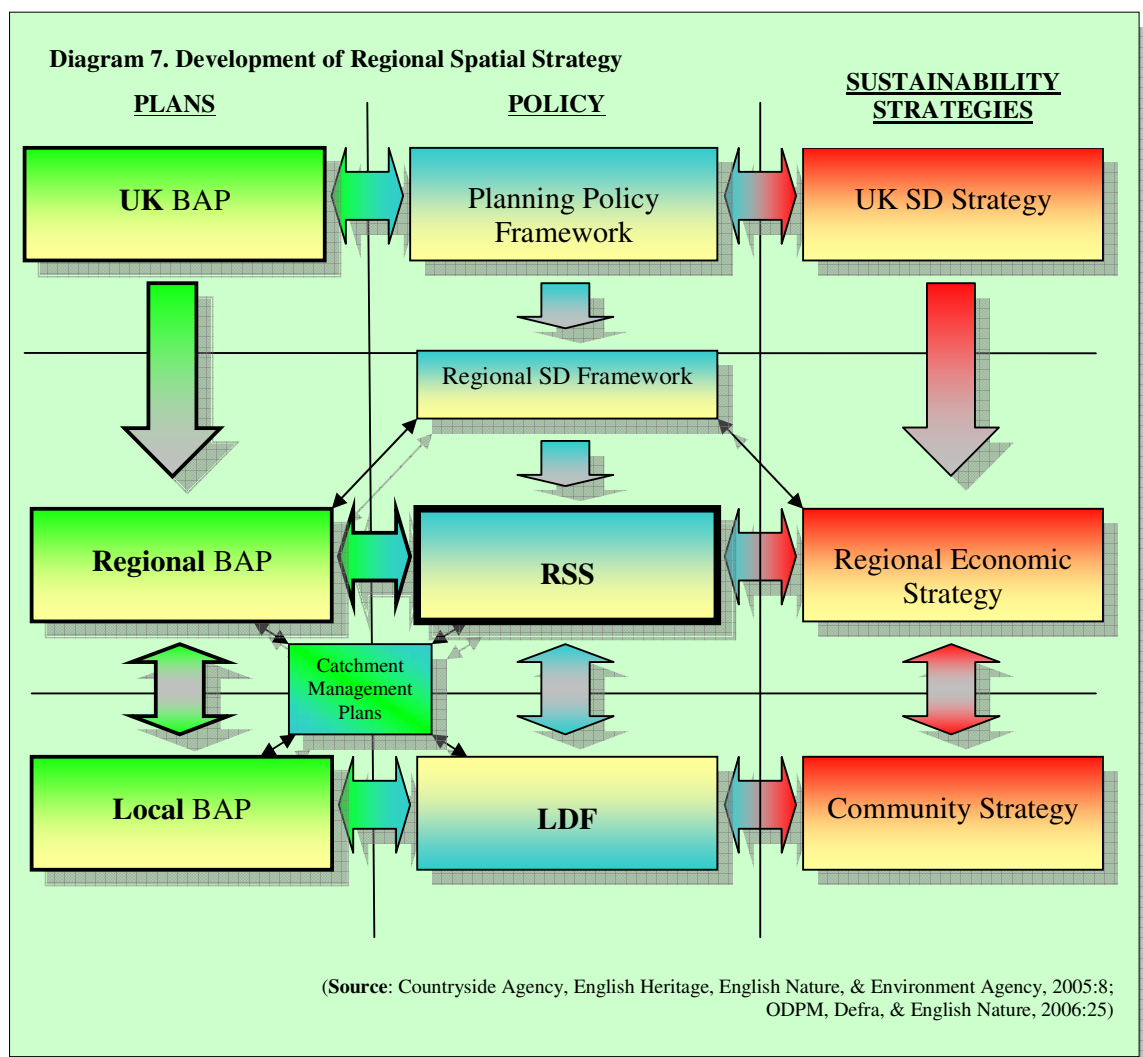 Diagram 7. Development of Regional Spatial Strategy
PLANS
POLICY
SUSTAINABILITY
STRATEGIES
UK BAP
Planning Policy
Framework
UK SD Strategy
Regional SD Framework
Regional BAP
RSS
Regional Economic
Strategy
Catchment
Management
Plans
Local BAP
LDF
Community Strategy
(Source: Countryside Agency, English Heritage, English Nature, & Environment Agency, 2005:8;
ODPM, Defra, & English Nature, 2006:25)